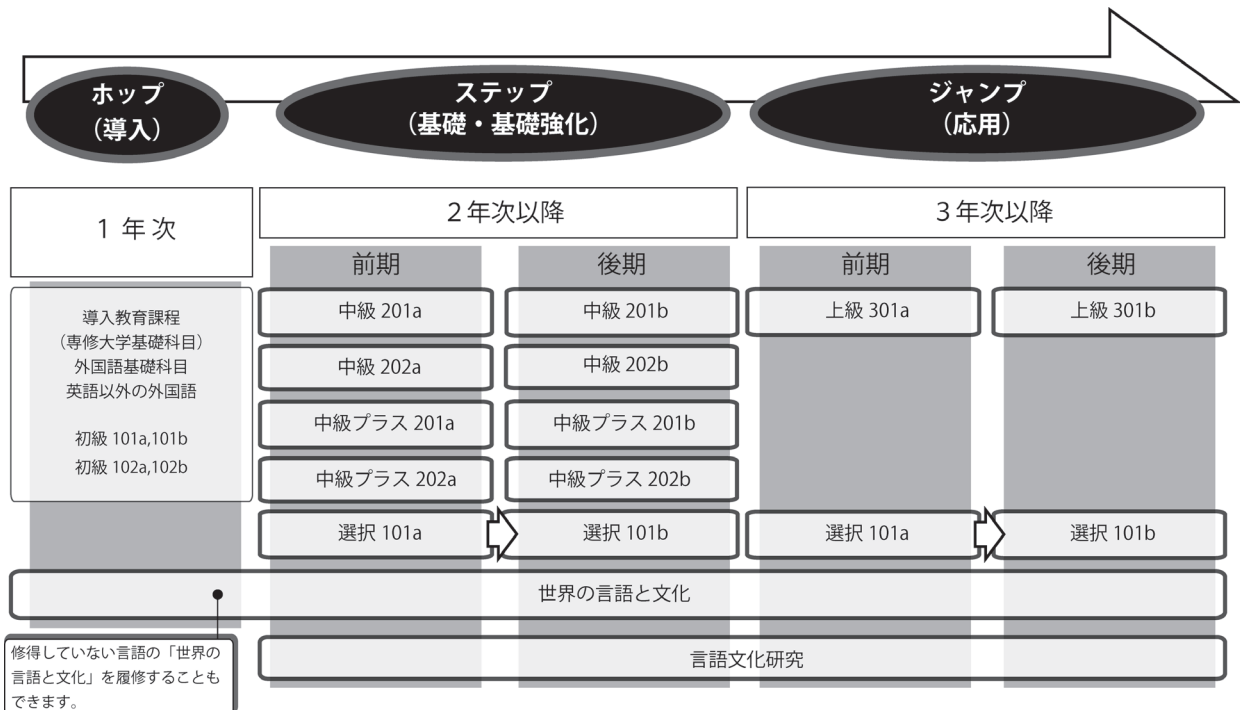 ホップ
（導入）
ステップ
（基礎・基礎強化）
ジャンプ
（応用）
1 年 次
2年次以降
3年次以降
前期
後期
前期
後期
導入教育課程
（専修大学基礎科目）
外国語基礎科目
英語以外の外国語
初級 101a,101b
初級 102a,102b
中級 201a
中級 201b
上級 301a
上級 301b
中級 202a
中級 202b
中級プラス 201a
中級プラス 201b
中級プラス 202a
中級プラス 202b
選択 101a
選択 101b
選択 101a
選択 101b
世界の言語と文化
言語文化研究
修得していない言語の「世界の
言語と文化」を履修することも
できます。